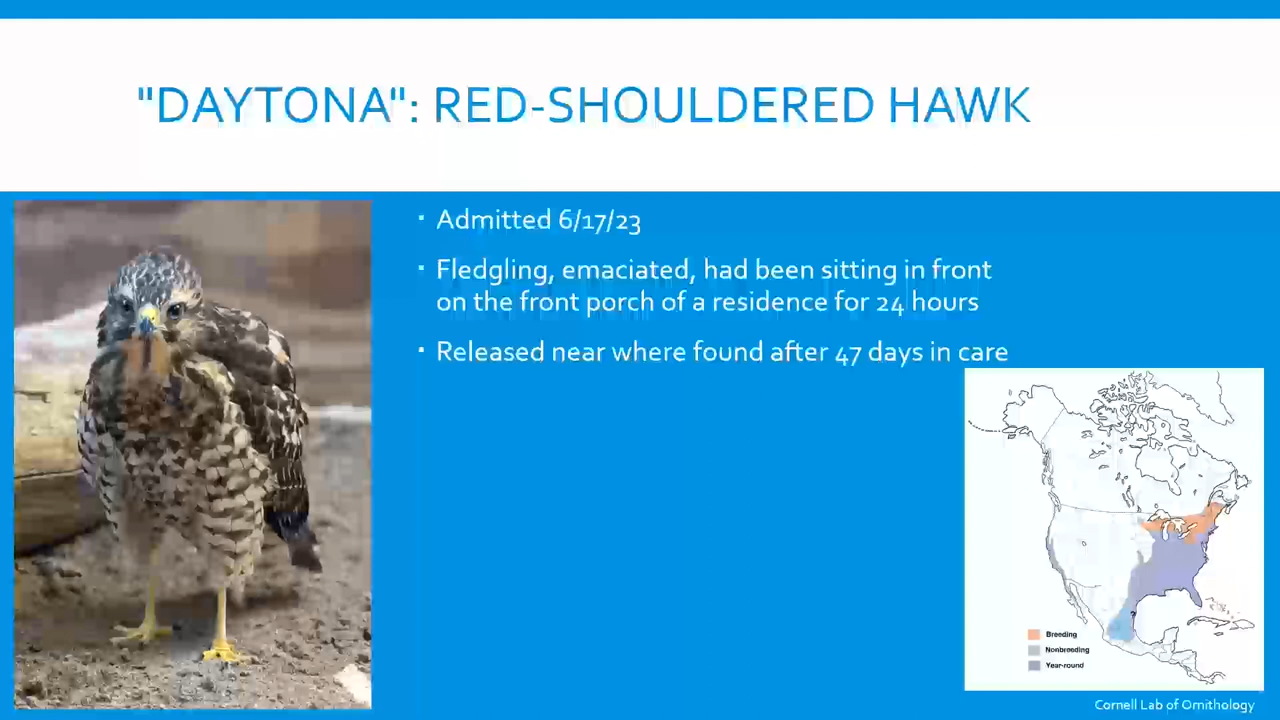 "DAYTONA": RED-SHOULDERED HAWK
▪ Admitted 6/17/23
▪ Fledgling, emaciated, had been sitting in front
on the front porch of a residence for 24 hours
▪ Released near where found after 47 days in care
Breeding
Nonbreeding
Year-round
Cornell Lab of Ornithology